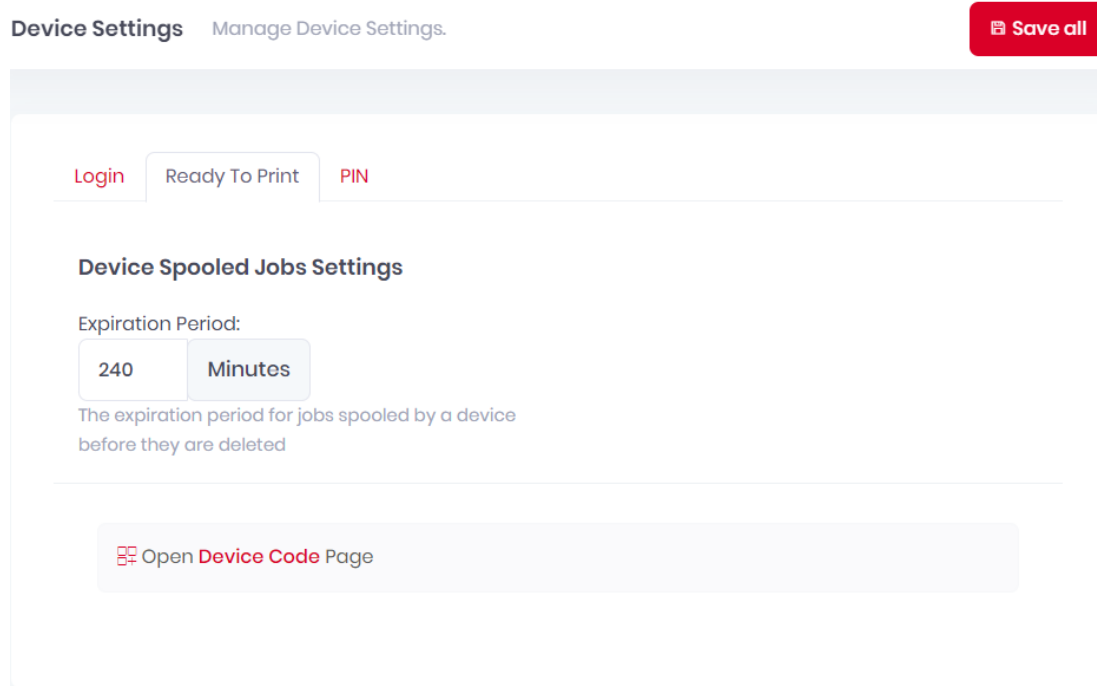 Device Settings Manage Device Settings. Save all
Login Ready To Print PIN
Device Spooled Jobs Settings
Expiration Period:
240 Minutes
The expiration period for jobs spooled by a device
before they are deleted
Open Device Code Page